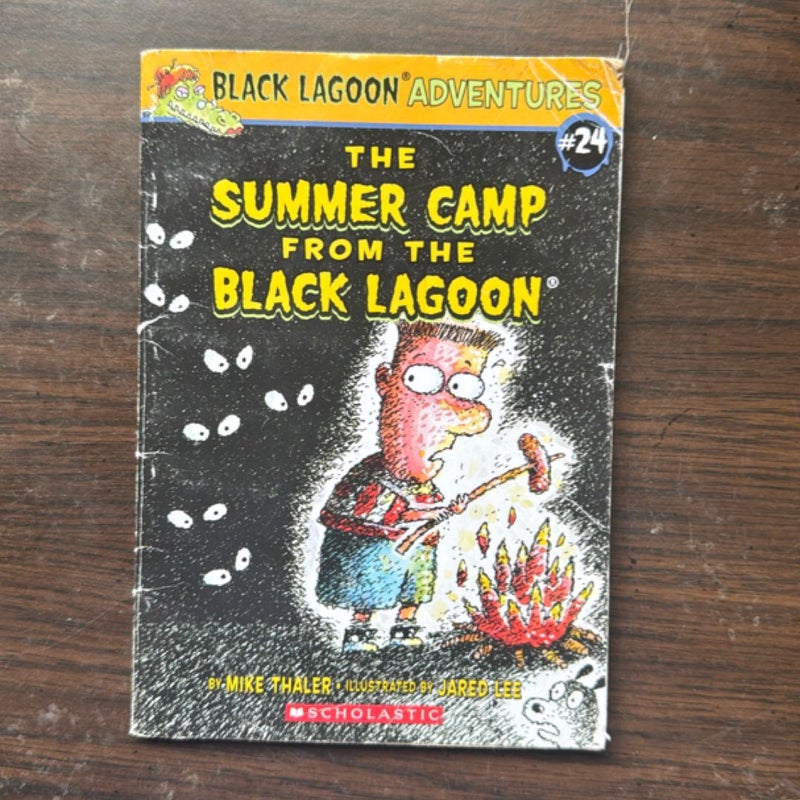 BLACK LAGOON® ADVENTURES
#24
THE
SUMMER CAMP
FROM THE
BLACK LAGOON®
BY MIKE THALER • ILLUSTRATED BY JARED LEE
SCHOLASTIC